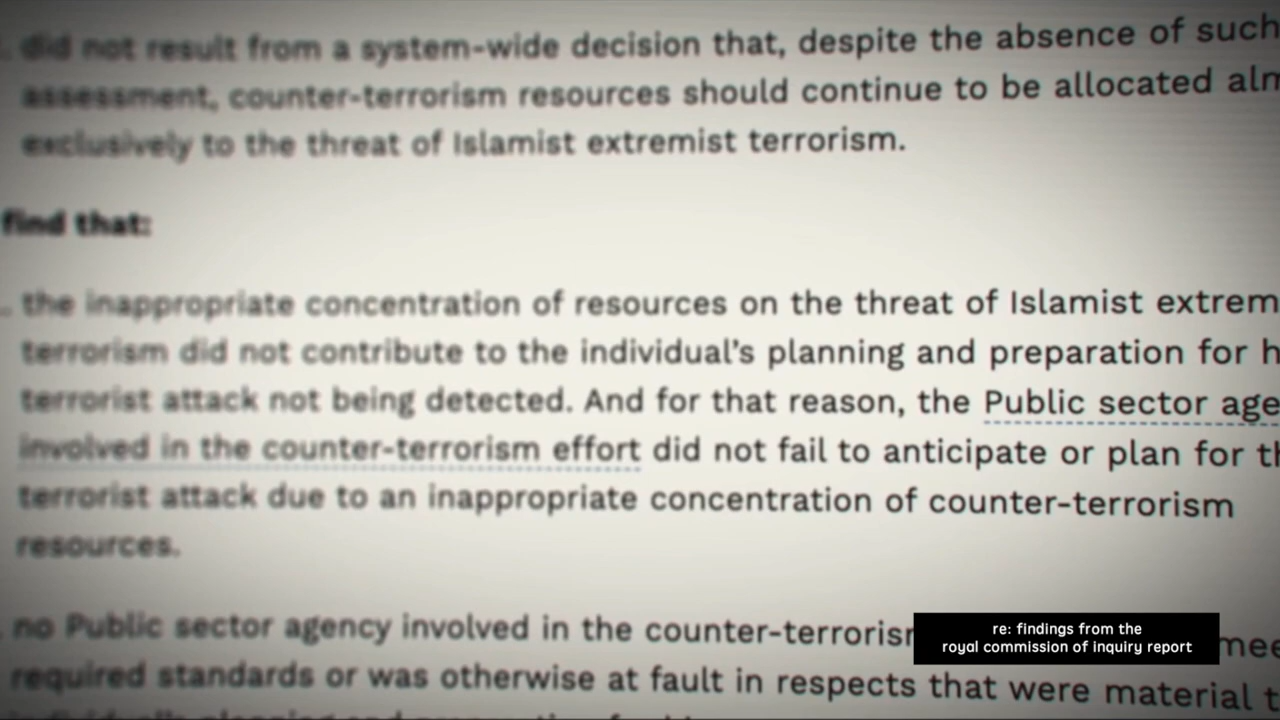 did not result from a system-wide decision that, despite the absence of such
assessment, counter-terrorism resources should continue to be allocated alm
exclusively to the threat of Islamist extremist terrorism.
find that:
the inappropriate concentration of resources on the threat of Islamist extrem
terrorism did not contribute to the individual's planning and preparation for h
terrorist attack not being detected. And for that reason, the Public sector age
involved in the counter-terrorism effort did not fail to anticipate or plan for th
terrorist attack due to an inappropriate concentration of counter-terrorism
resources.
no Public sector agency involved in the counter-terrorism mee
required standards or was otherwise at fault in respects that were material t
re: findings from the
royal commission of inquiry report